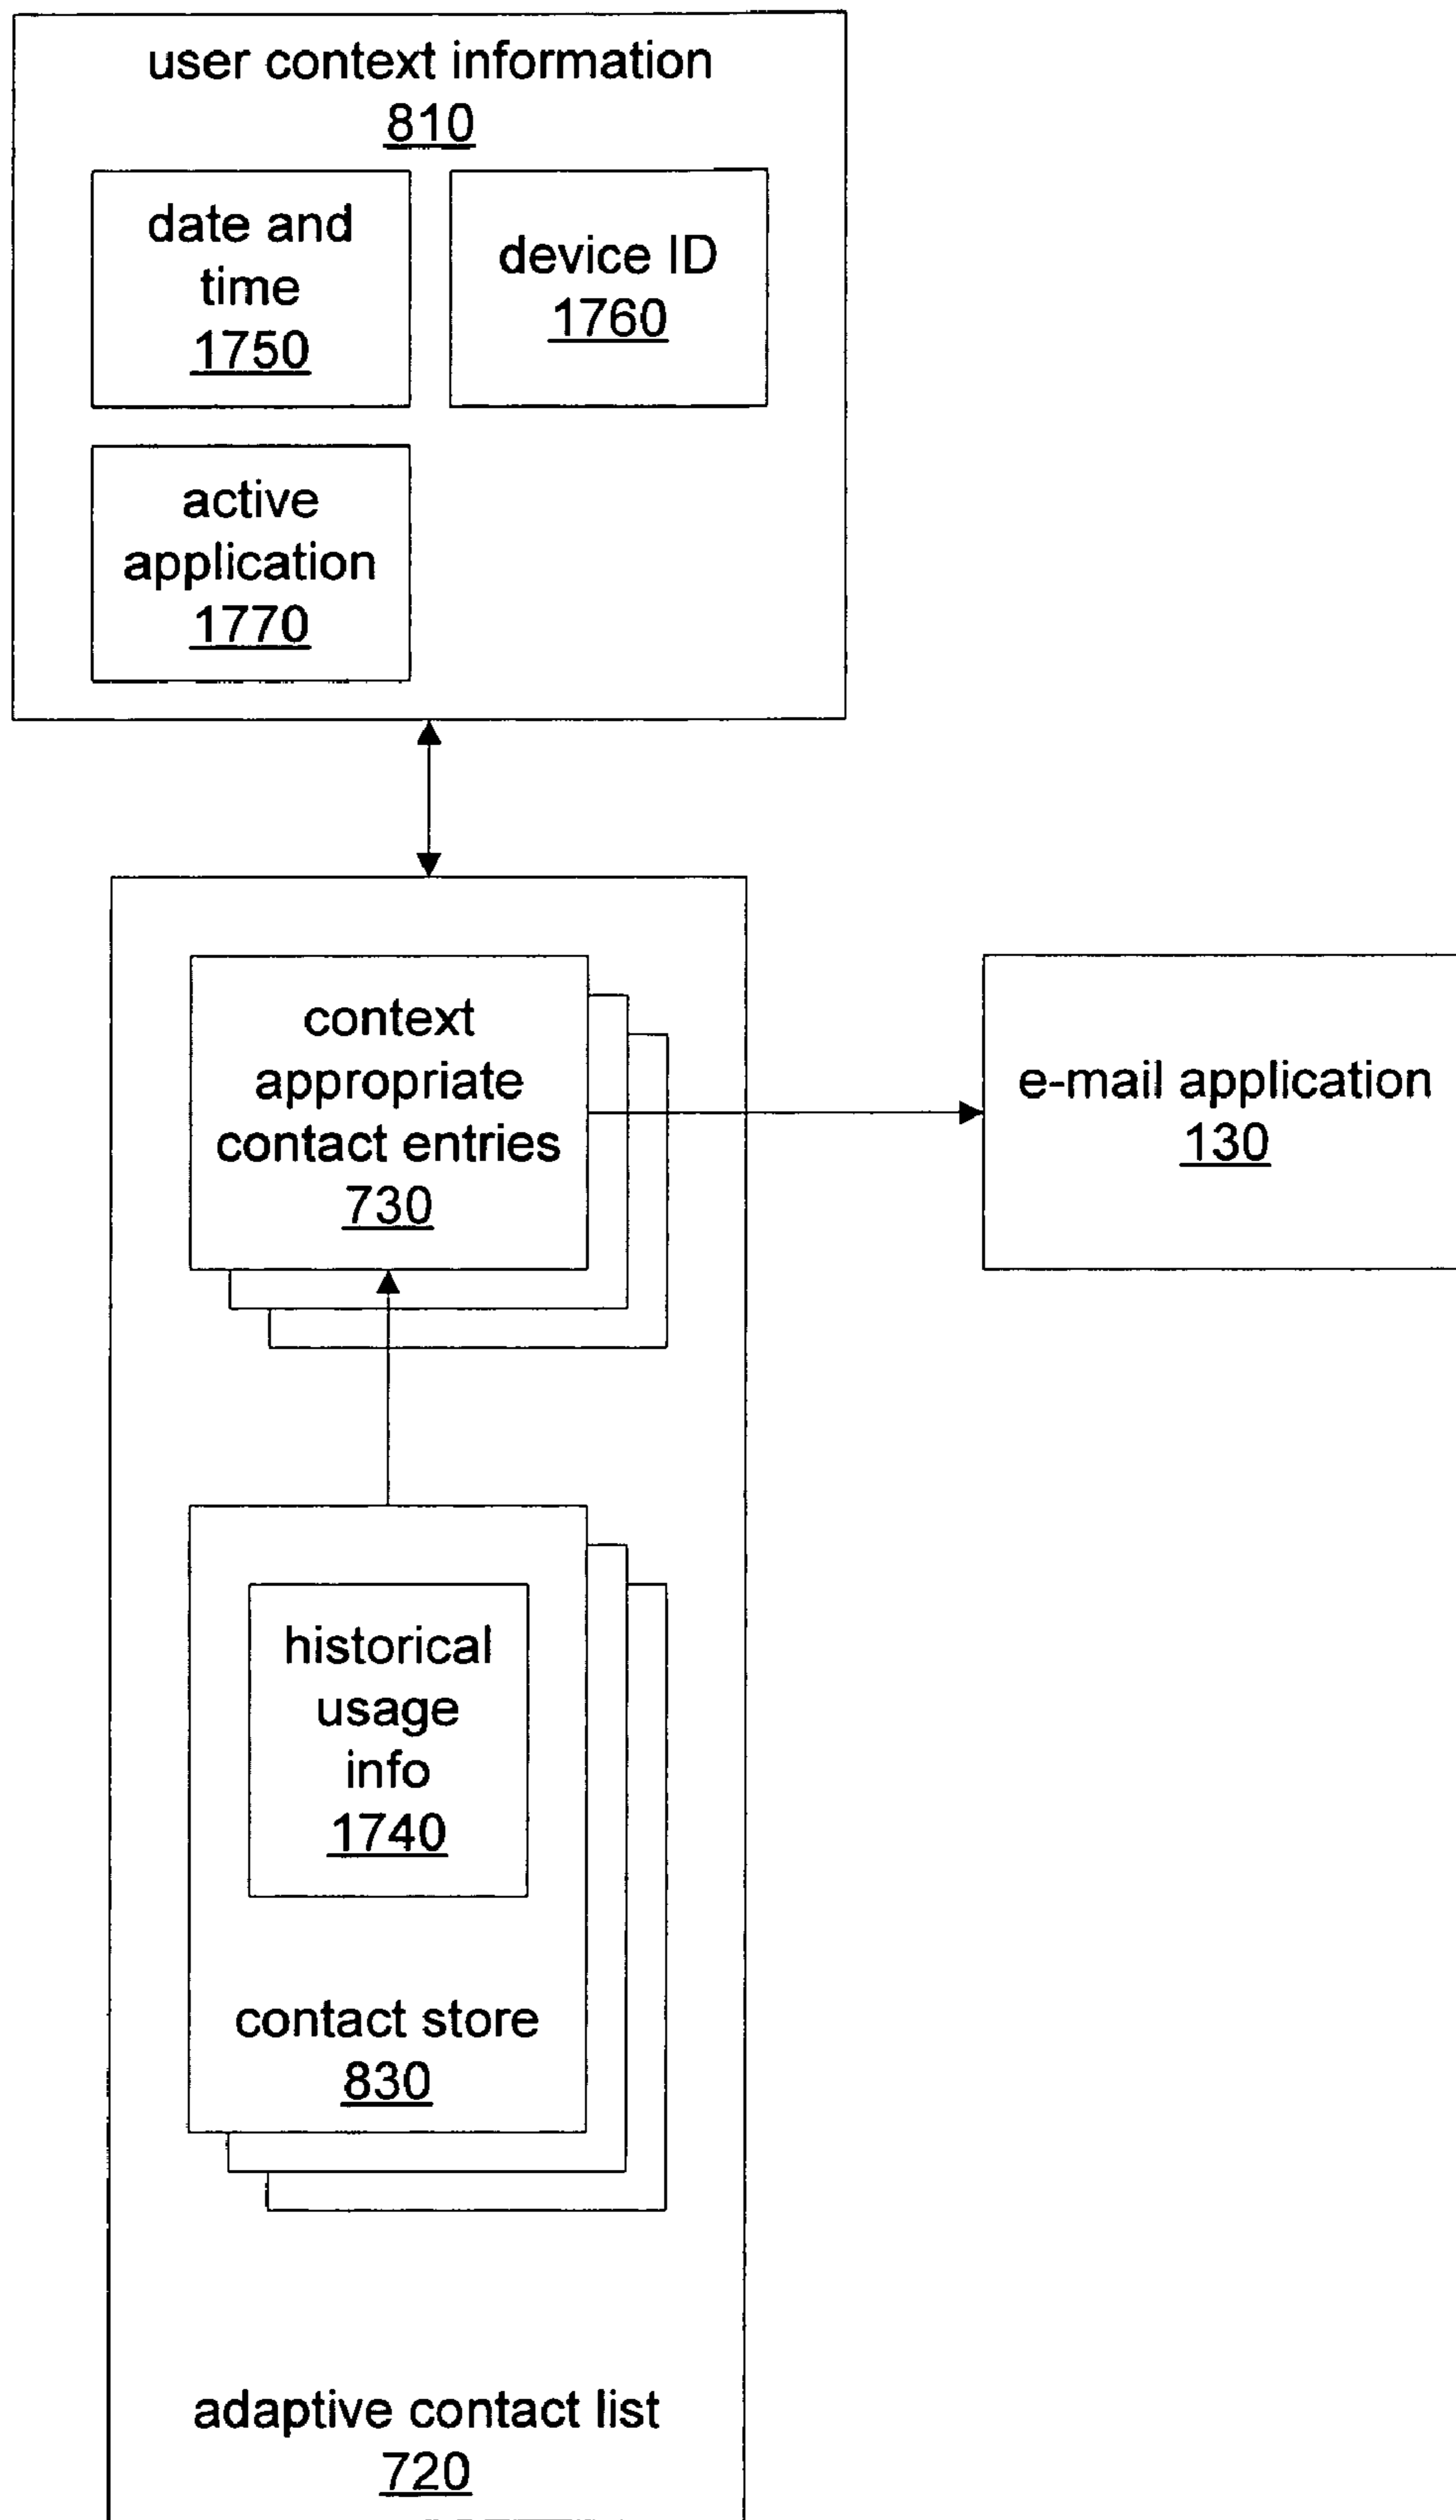 user context information
810
date and
time
1750
device ID
1760
active
application
1770
context
appropriate
contact entries
730
e-mail application
130
historical
usage
info
1740
contact store
830
adaptive contact list
720